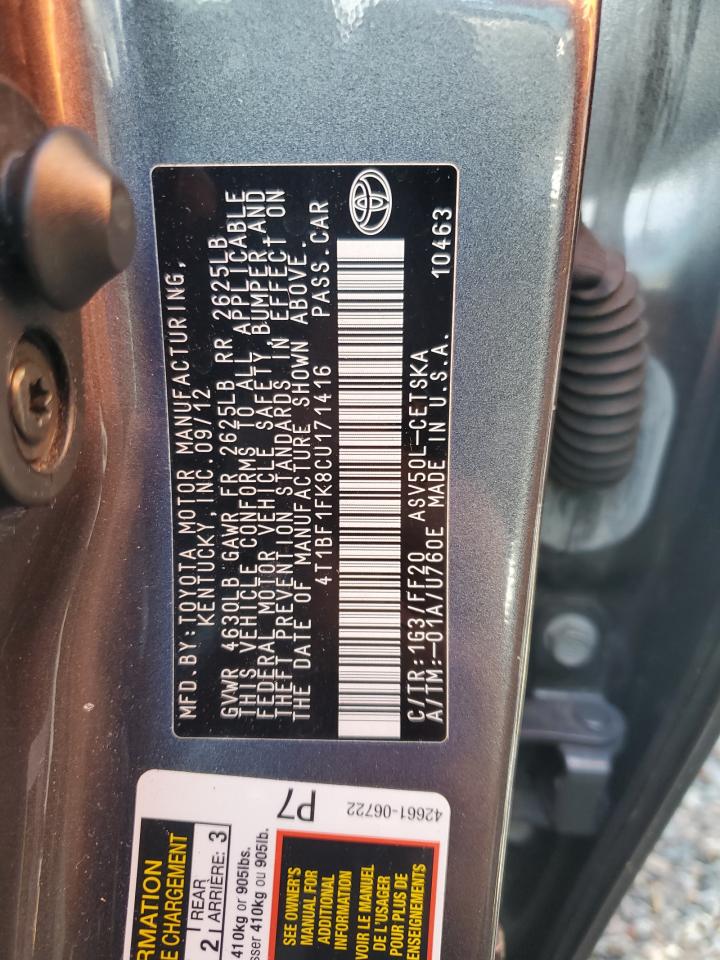 MFD.BY:TOYOTA MOTOR MANUFACTURING,
KENTUCKY,INC. 09/12
GVWR 4630LB GAWR FR 2625LB RR 2625LB
THIS VEHICLE CONFORMS TO ALL APPLICABLE
FEDERAL MOTOR VEHICLE SAFETY, BUMPER,AND
THEFT PREVENTION STANDARDS IN EFFECT ON
THE DATE OF MANUFACTURE SHOWN ABOVE.
4T1BF1FK8CU171416 PASS.CAR
C/TR:1G3/FF20 ASV50L-CETSKA
A/TM:-01A/U760E MADE IN U.S.A. 10463
RMATION
E CHARGEMENT
2 REAR
ARRIÈRE: 3
410kg or 905lbs.
sser 410kg ou 905lb.
P7
SEE OWNER'S
MANUAL FOR
ADDITIONAL
INFORMATION
VOIR LE MANUEL
DE L'USAGER
POUR PLUS DE
RENSEIGNEMENTS
42661-06722